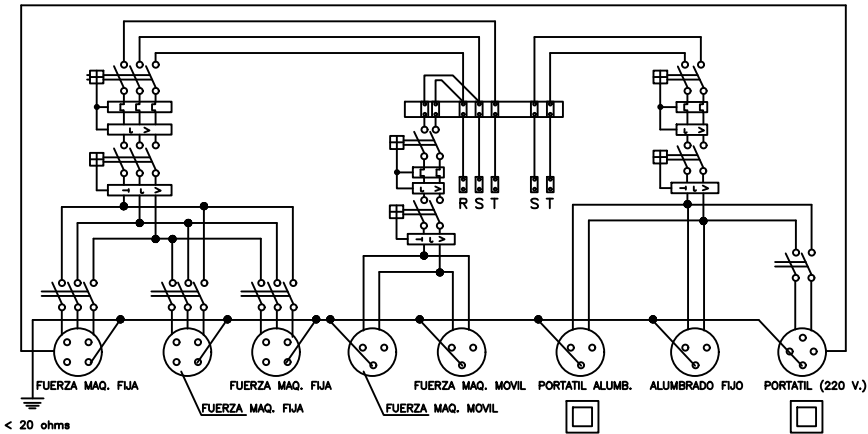 R S T
S T
FUERZA MAQ. FIJA
FUERZA MAQ. FIJA
FUERZA MAQ. MOVIL
PORTATIL ALUMB.
ALUMBRADO FIJO
PORTATIL (220 V.)
FUERZA MAQ. FIJA
FUERZA MAQ. MOVIL
< 20 ohms